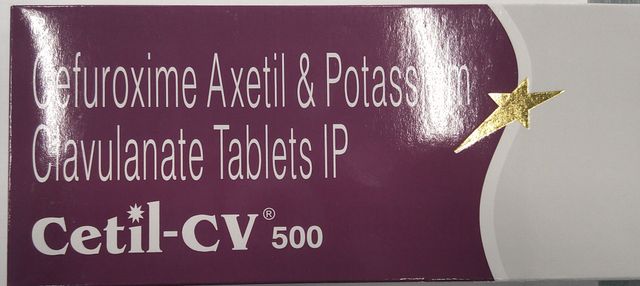 Cefuroxime Axetil & Potassium
Clavulanate Tablets IP
Cetil-CV® 500